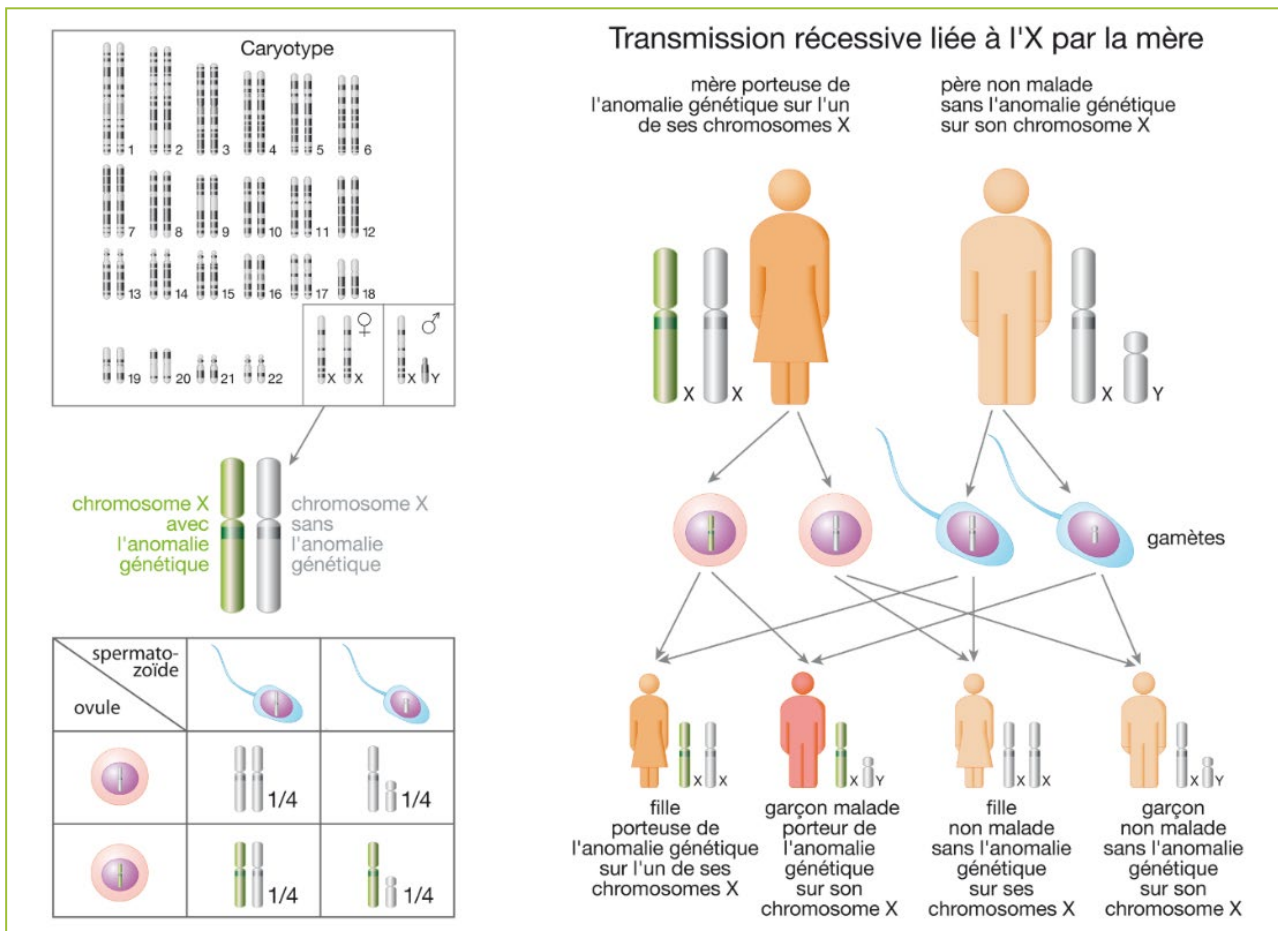 Caryotype
1
2
3
4
5
6
7
8
9
10
11
12
13
14
15
16
17
18
19
20
21
22
♀
X
X
♂
X
Y
chromosome X
avec
l'anomalie
génétique
chromosome X
sans
l'anomalie
génétique
spermato-
zoïde
ovule
1/4
1/4
1/4
1/4
Transmission récessive liée à l'X par la mère
mère porteuse de
l'anomalie génétique sur l'un
de ses chromosomes X
père non malade
sans l'anomalie génétique
sur son chromosome X
X
X
X
Y
gamètes
X
X
X
Y
X
X
X
Y
fille
porteuse de
l'anomalie génétique
sur l'un de ses
chromosomes X
garçon malade
porteur de
l'anomalie
génétique
sur son
chromosome X
fille
non malade
sans l'anomalie
génétique
sur ses
chromosomes X
garçon
non malade
sans l'anomalie
génétique
sur son
chromosome X